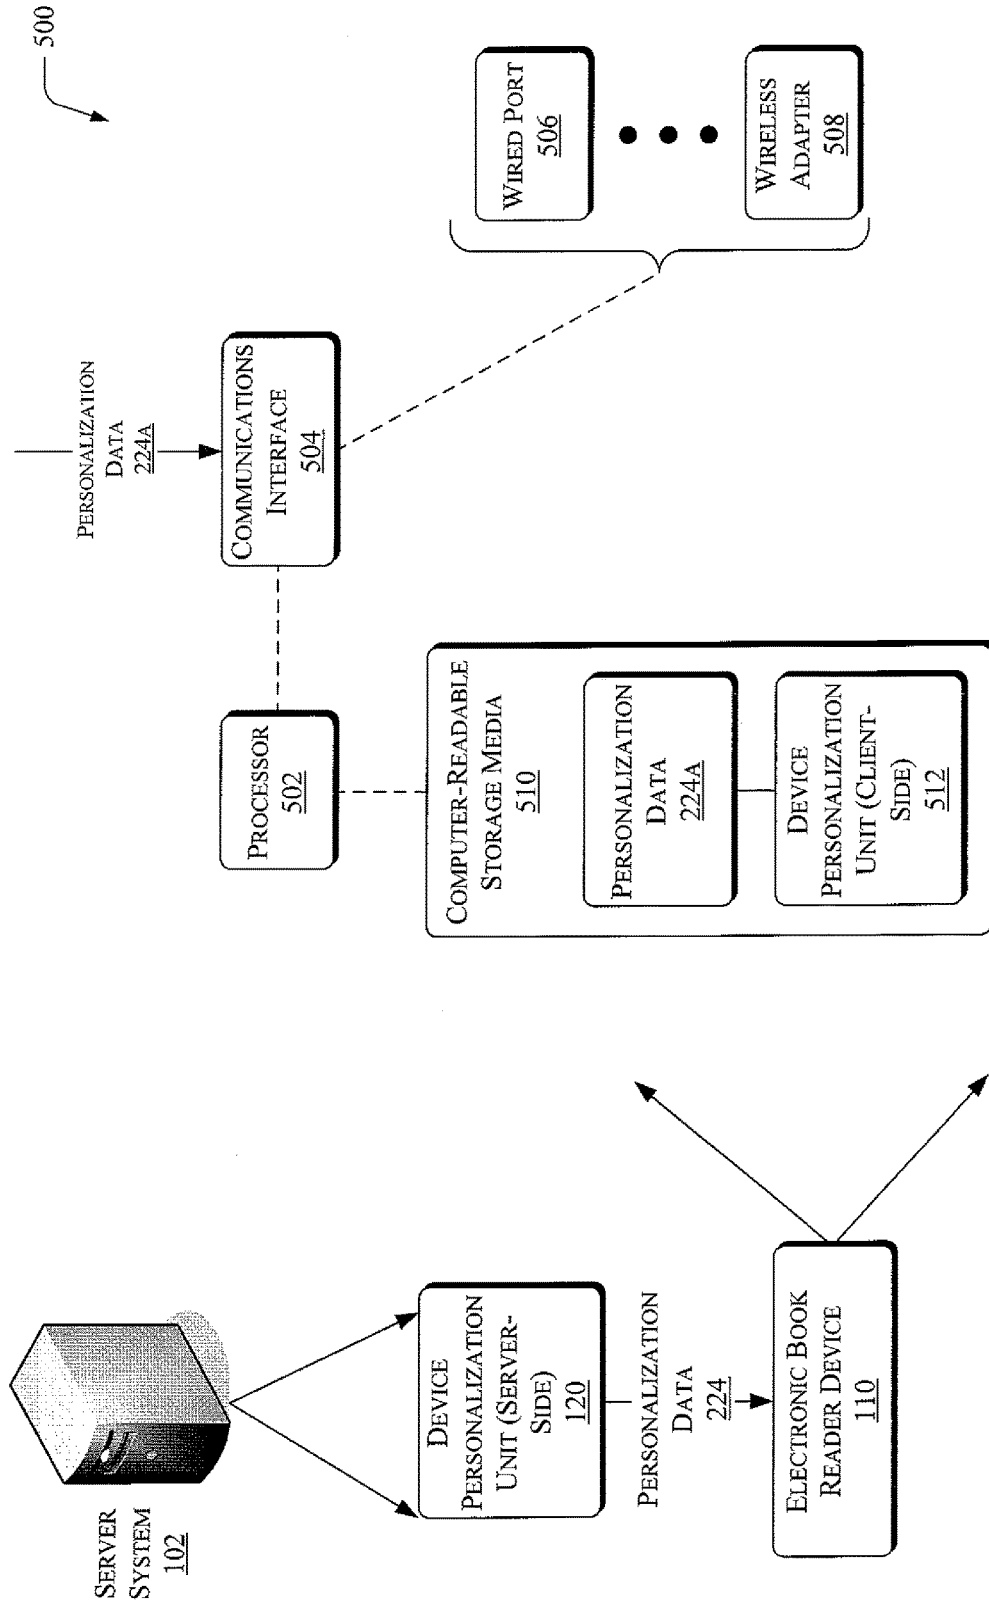 500
SERVER
SYSTEM
102
DEVICE
PERSONALIZATION
UNIT (SERVER-
SIDE)
120
PERSONALIZATION
DATA
224
ELECTRONIC BOOK
READER DEVICE
110
PERSONALIZATION
DATA
224A
PROCESSOR
502
COMMUNICATIONS
INTERFACE
504
COMPUTER-READABLE
STORAGE MEDIA
510
PERSONALIZATION
DATA
224A
DEVICE
PERSONALIZATION
UNIT (CLIENT-
SIDE)
512
WIRED PORT
506
WIRELESS
ADAPTER
508